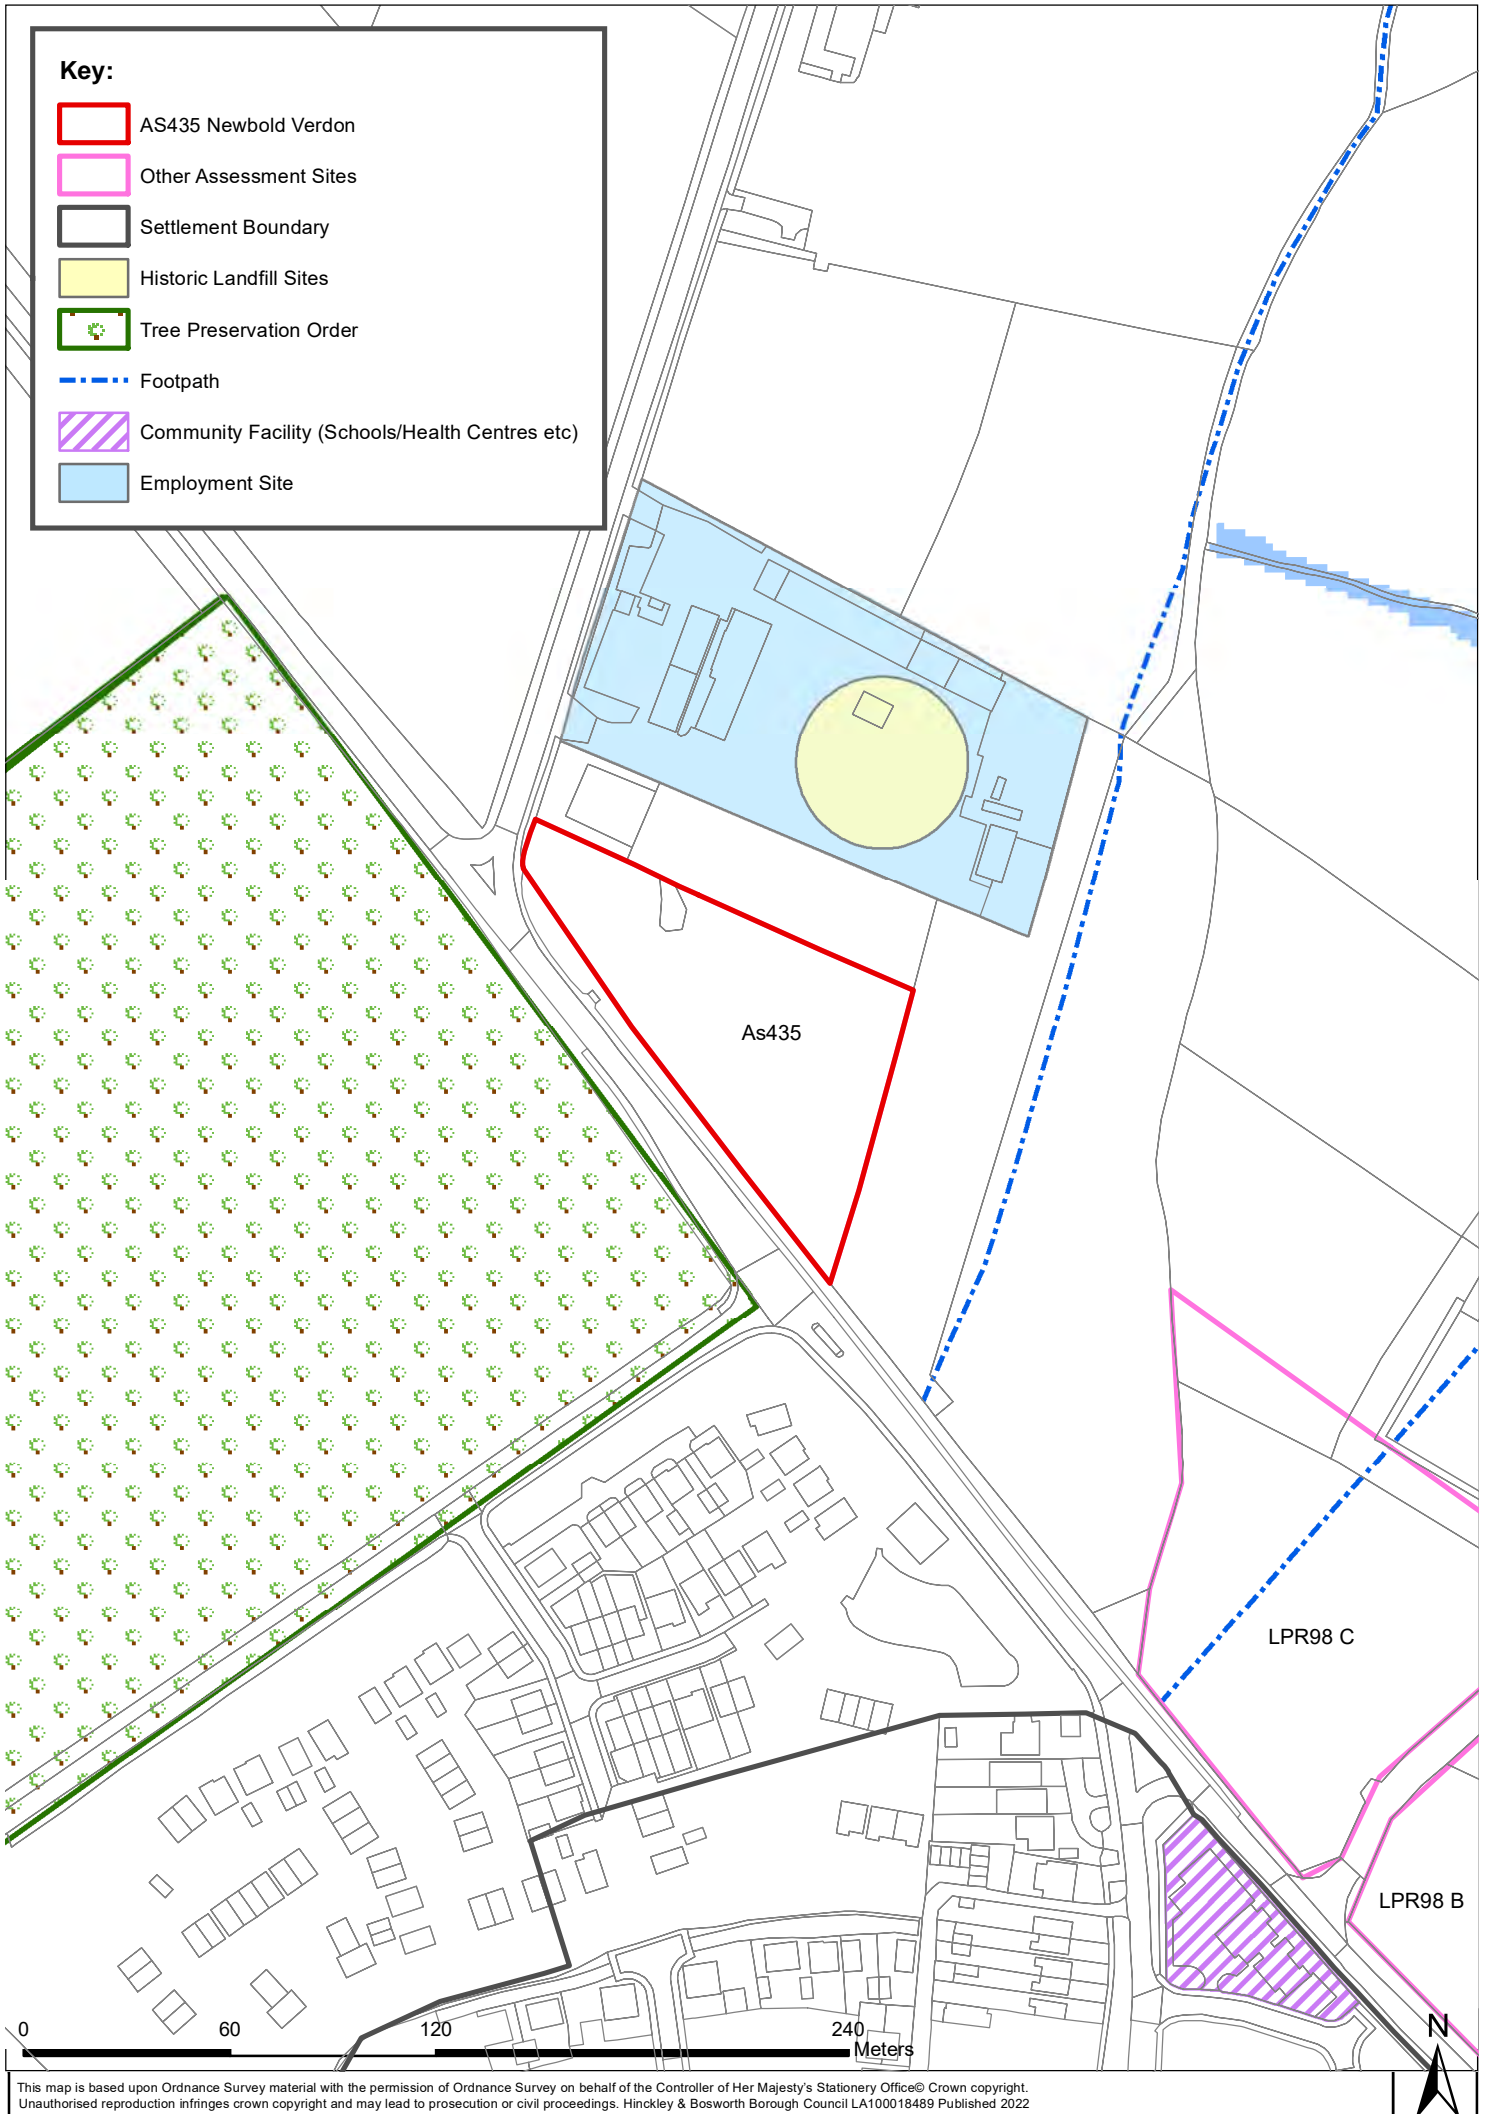 Key:
AS435 Newbold Verdon
Other Assessment Sites
Settlement Boundary
Historic Landfill Sites
Tree Preservation Order
Footpath
Community Facility (Schools/Health Centres etc)
Employment Site
As435
LPR98 C
LPR98 B
0 60 120 240
Meters
N
This map is based upon Ordnance Survey material with the permission of Ordnance Survey on behalf of the Controller of Her Majesty's Stationery Office© Crown copyright.
Unauthorised reproduction infringes crown copyright and may lead to prosecution or civil proceedings. Hinckley & Bosworth Borough Council LA100018489 Published 2022